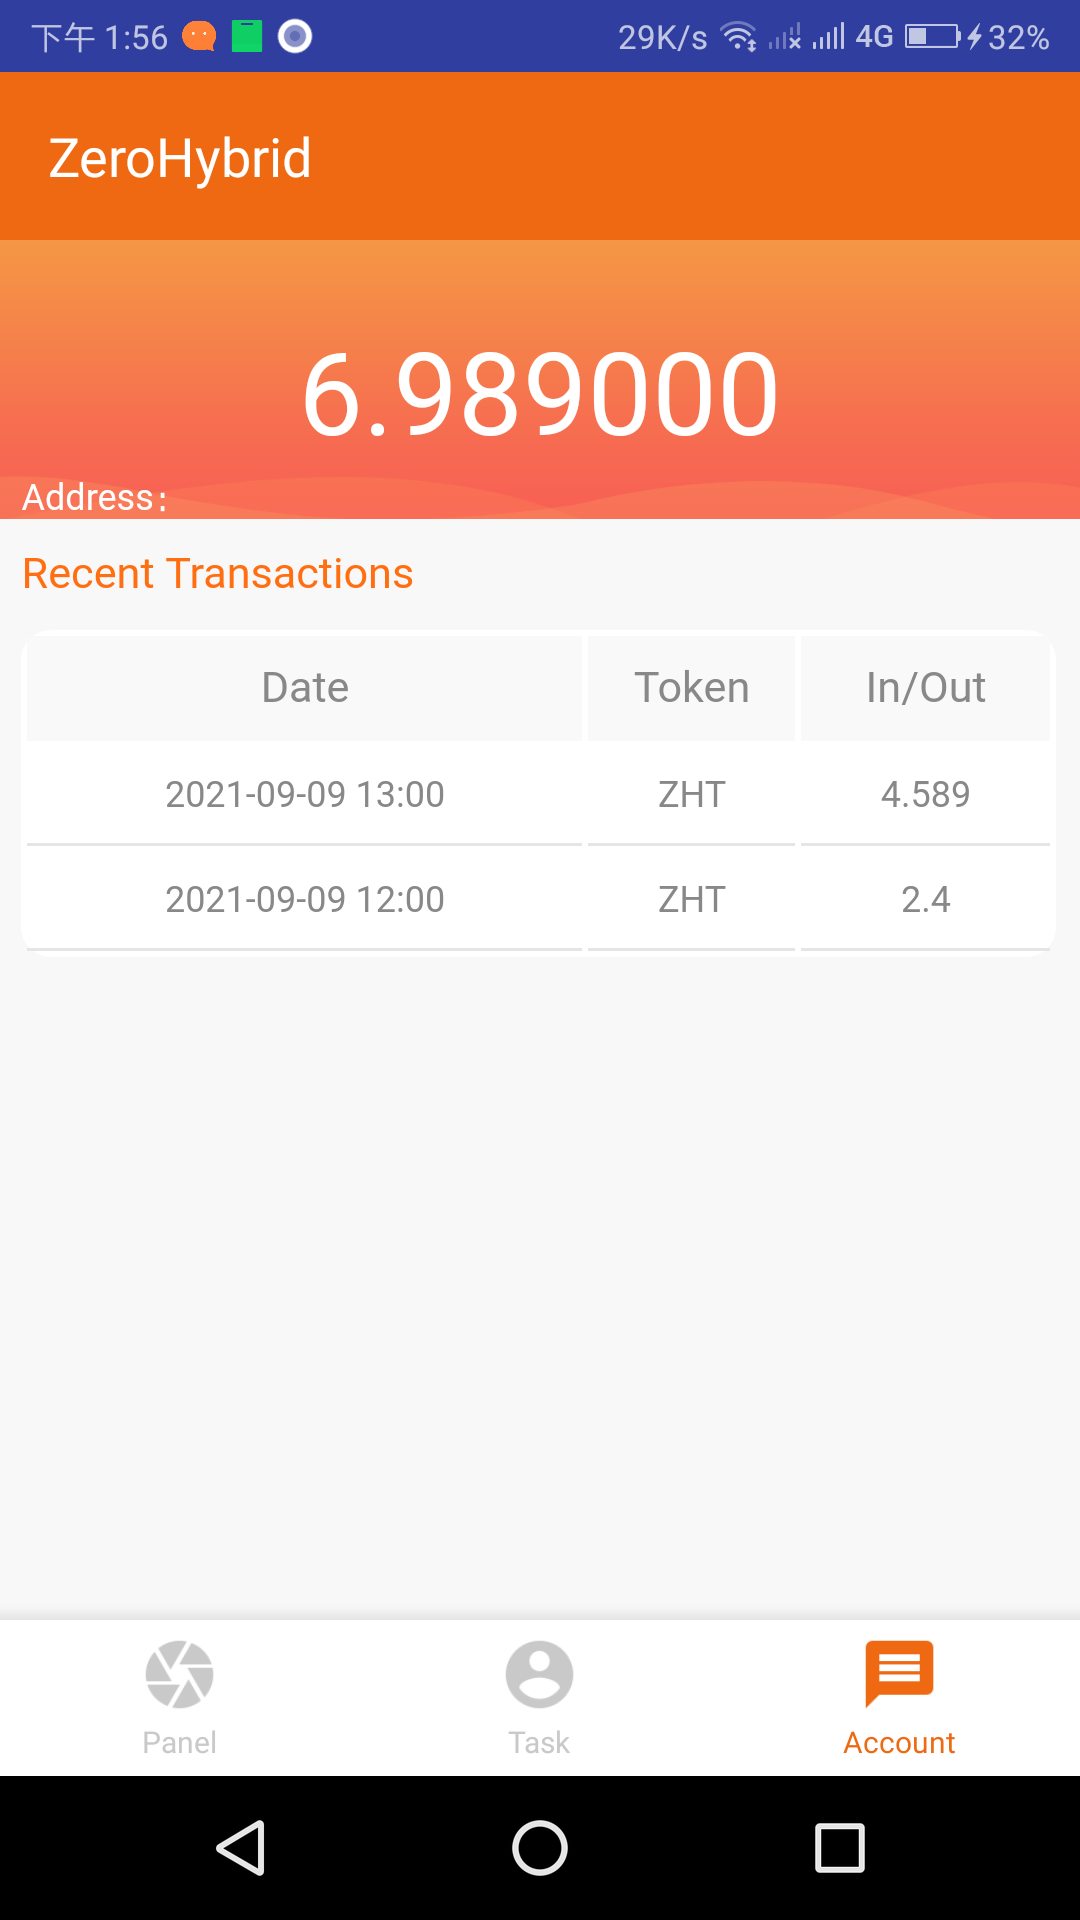 下午 1:56 29K/s 4G 32%
ZeroHybrid
6.989000
Address:
Recent Transactions
Date Token In/Out
2021-09-09 13:00 ZHT 4.589
2021-09-09 12:00 ZHT 2.4
Panel Task Account